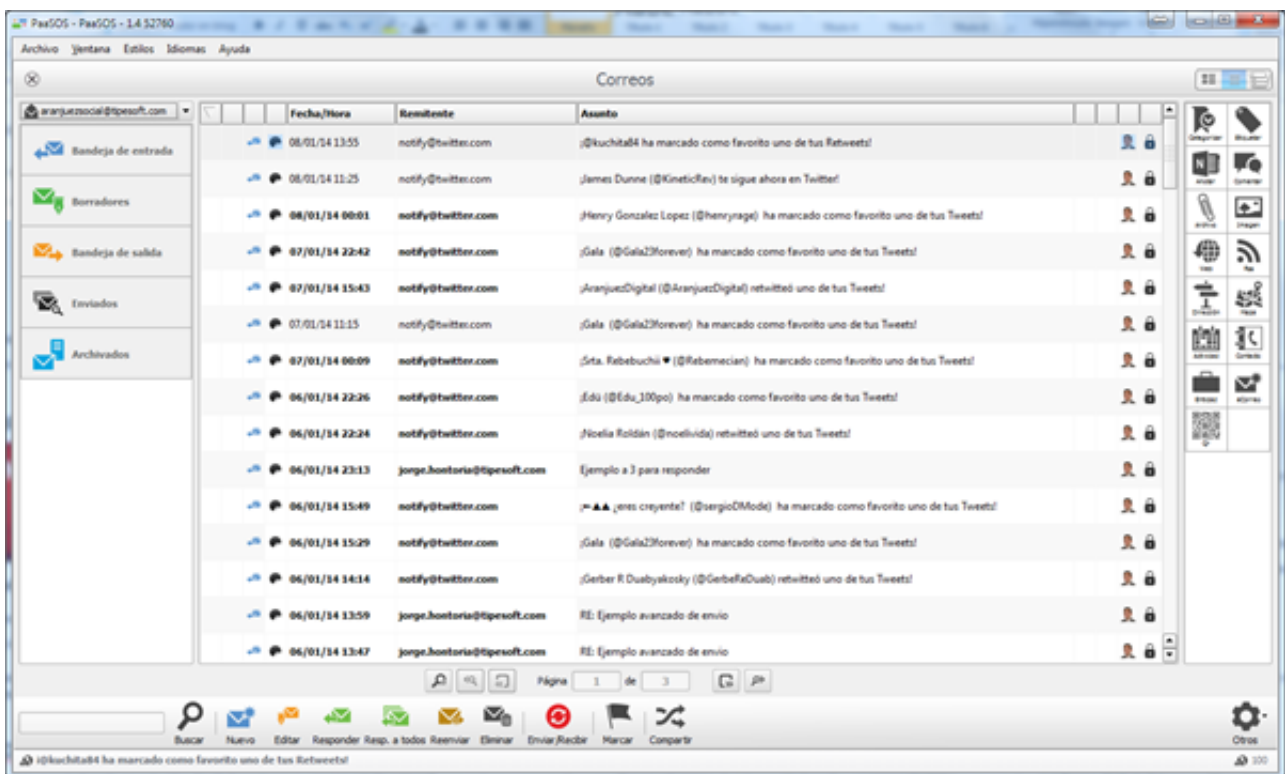 PaaSOS - PaaSOS - 1.4 52760
Archivo Ventana Estilos Idiomas Ayuda
Correos
aranjuezsocial@tipesoft.com
Bandeja de entrada
Borradores
Bandeja de salida
Enviados
Archivados
Fecha/Hora Remitente Asunto
08/01/14 13:55 notify@twitter.com ¡@kuchita84 ha marcado como favorito uno de tus Retweets!
08/01/14 11:25 notify@twitter.com ¡James Dunne (@KineticRev) te sigue ahora en Twitter!
08/01/14 00:01 notify@twitter.com ¡Henry Gonzalez Lopez (@henryrage) ha marcado como favorito uno de tus Tweets!
07/01/14 22:42 notify@twitter.com ¡Gala (@Gala23forever) ha marcado como favorito uno de tus Tweets!
07/01/14 15:43 notify@twitter.com ¡AranjuezDigital (@AranjuezDigital) retwitteó uno de tus Tweets!
07/01/14 11:15 notify@twitter.com ¡Gala (@Gala23forever) ha marcado como favorito uno de tus Tweets!
07/01/14 00:09 notify@twitter.com ¡Srta. Rebebuchii ♥ (@Rebemecian) ha marcado como favorito uno de tus Tweets!
06/01/14 22:26 notify@twitter.com ¡Edú (@Edu_100po) ha marcado como favorito uno de tus Tweets!
06/01/14 22:24 notify@twitter.com ¡Noelia Roldán (@noelivida) retwitteó uno de tus Tweets!
06/01/14 23:13 jorge.hontoria@tipesoft.com Ejemplo a 3 para responder
06/01/14 15:49 notify@twitter.com ▲▲ ¿eres creyente? (@sergioDMode) ha marcado como favorito uno de tus Tweets!
06/01/14 15:29 notify@twitter.com ¡Gala (@Gala23forever) ha marcado como favorito uno de tus Tweets!
06/01/14 14:14 notify@twitter.com ¡Gerber R Duabyakosky (@GerbeRaDuab) retwitteó uno de tus Tweets!
06/01/14 13:59 jorge.hontoria@tipesoft.com RE: Ejemplo avanzado de envio
06/01/14 13:47 jorge.hontoria@tipesoft.com RE: Ejemplo avanzado de envio
Categorizar Etiquetar
Comentar
Archivo Imagen
Web Rss
Dirección Mapa
Actividad Contacto
Página 1 de 3
Buscar Nuevo Editar Responder Resp. a todos Reenviar Eliminar Enviar/Recibir Marcar Compartir Otros
¡@kuchita84 ha marcado como favorito uno de tus Retweets! 100